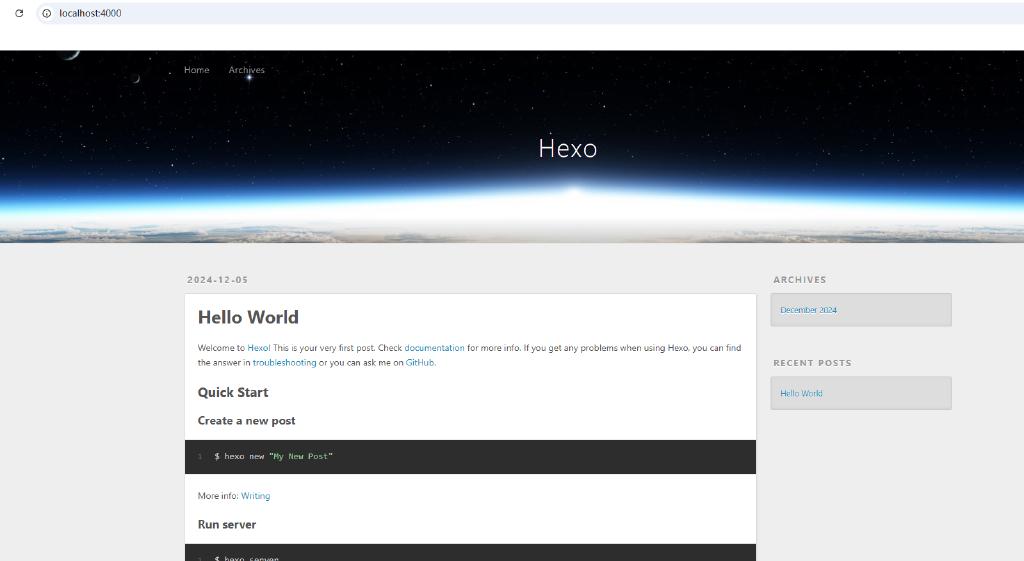 localhost:4000
Home Archives
Hexo
2024-12-05
Hello World
Welcome to Hexo! This is your very first post. Check documentation for more info. If you get any problems when using Hexo, you can find
the answer in troubleshooting or you can ask me on GitHub.
Quick Start
Create a new post
1 $ hexo new "My New Post"
More info: Writing
Run server
1 $ hexo server
ARCHIVES
December 2024
RECENT POSTS
Hello World